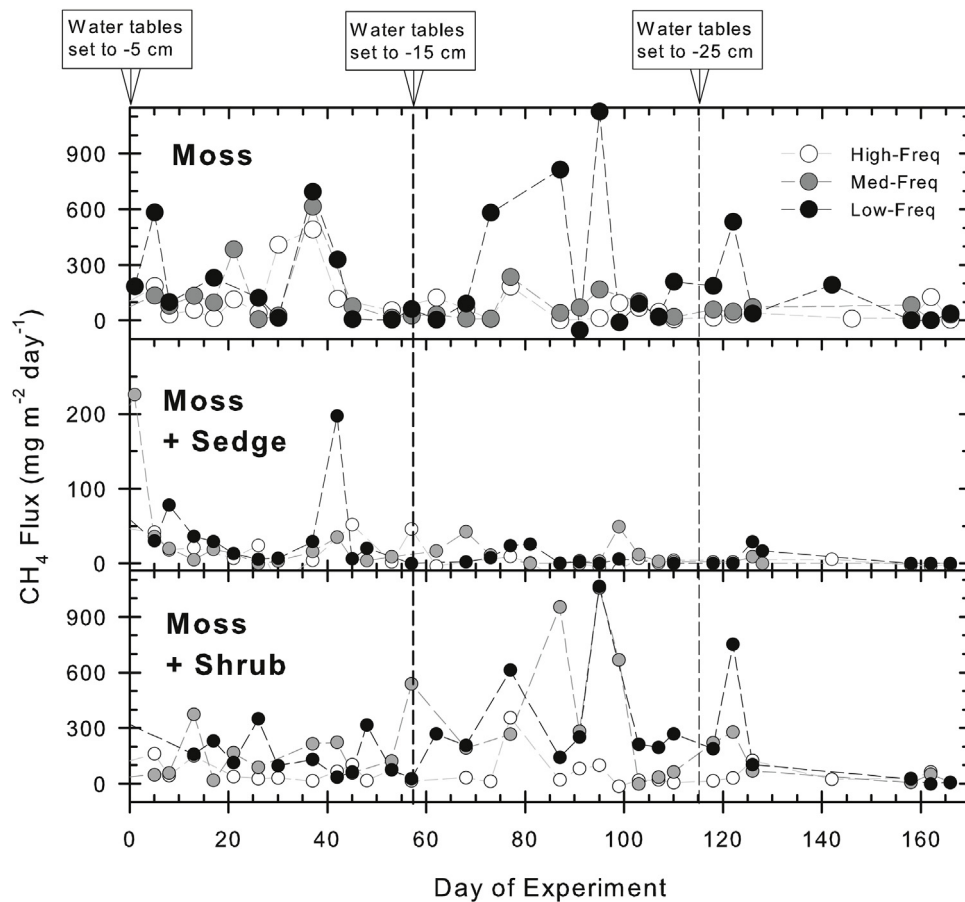 Water tables
set to -5 cm
Water tables
set to -15 cm
Water tables
set to -25 cm
Moss
High-Freq
Med-Freq
Low-Freq
900
600
300
0
Moss
+ Sedge
200
100
0
Moss
+ Shrub
900
600
300
0
CH₄ Flux (mg m⁻² day⁻¹)
0 20 40 60 80 100 120 140 160
Day of Experiment